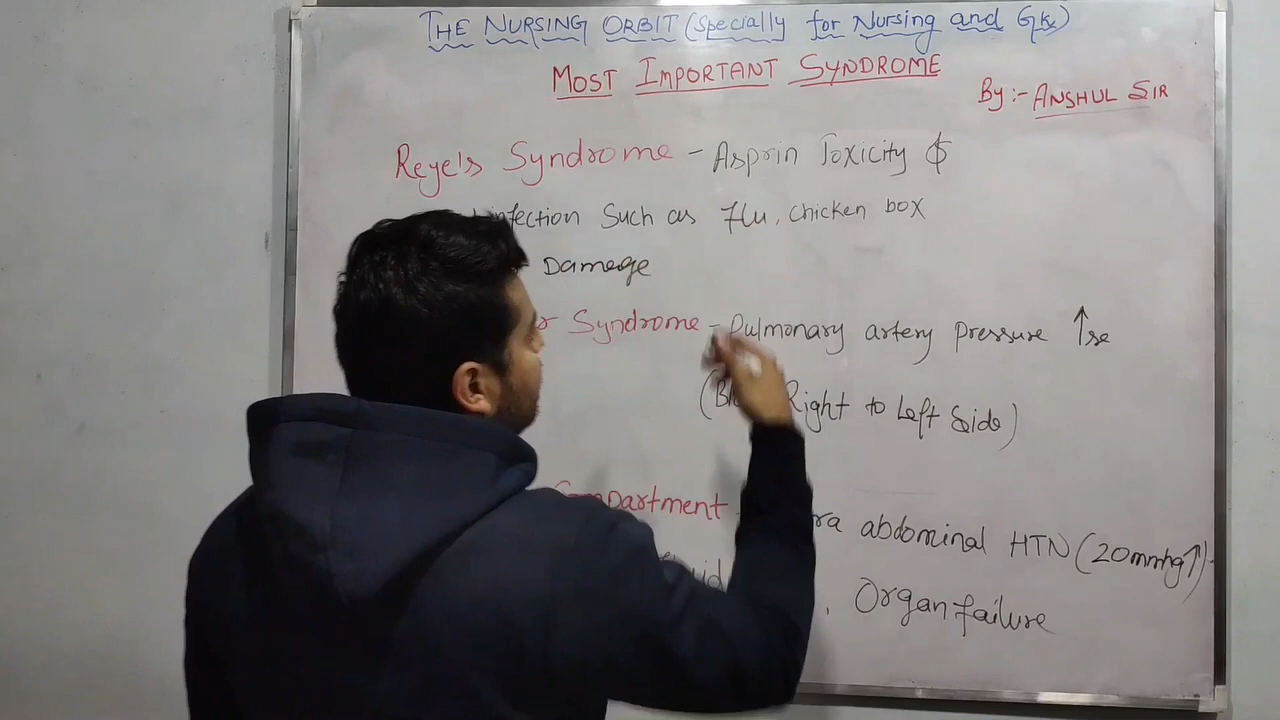 THE NURSING ORBIT (Specially for Nursing and GK)
MOST IMPORTANT SYNDROME
By:- ANSHUL SIR
Reye's Syndrome - Asprin Toxicity $
infection Such as Flu, chicken box
Damage
Syndrome - Pulmonary artery pressure ↑se
Right to Left Side)
Compartment - abdominal HTN (20mmhg↑)
, Organ failure